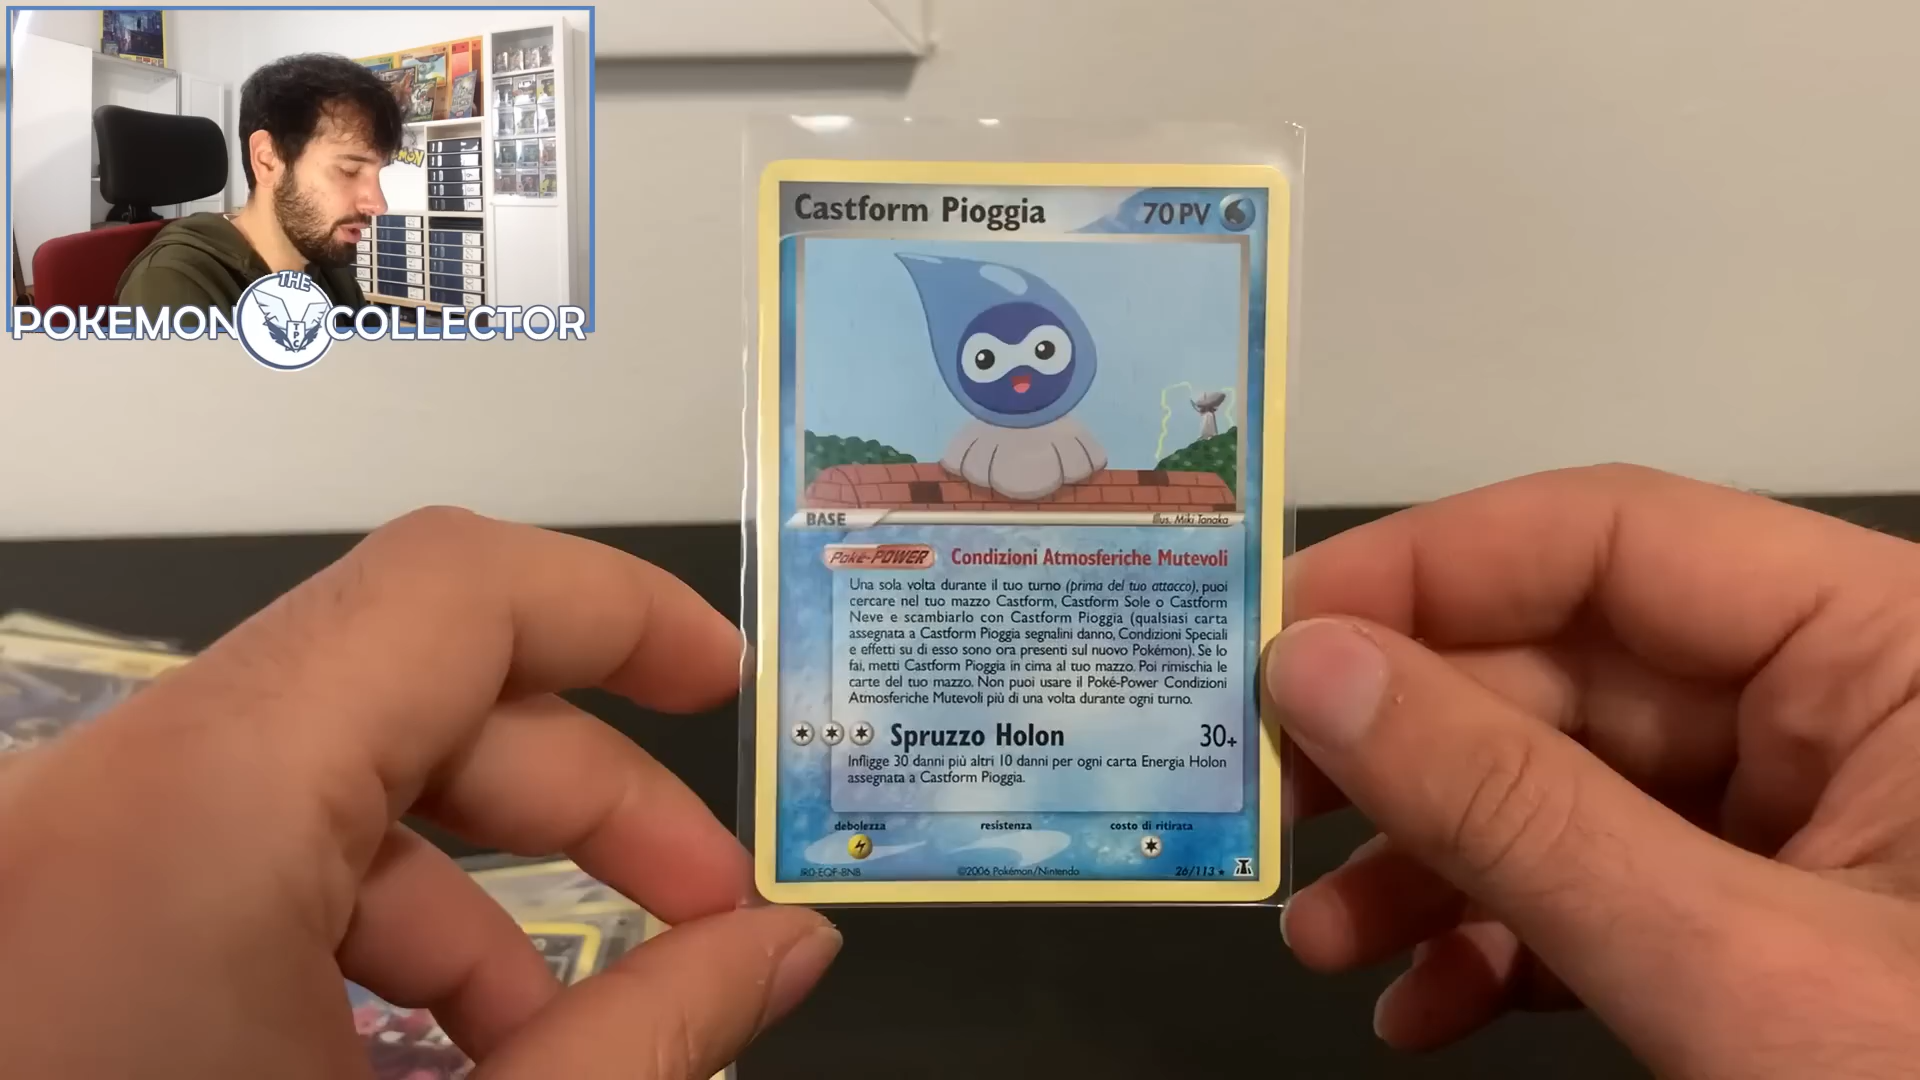 THE
POKEMON COLLECTOR
TPC
Castform Pioggia 70 PV
BASE
Illus. Miki Tanaka
Poké-POWER Condizioni Atmosferiche Mutevoli
Una sola volta durante il tuo turno (prima del tuo attacco), puoi
cercare nel tuo mazzo Castform, Castform Sole o Castform
Neve e scambiarlo con Castform Pioggia (qualsiasi carta
assegnata a Castform Pioggia segnalini danno, Condizioni Speciali
e effetti su di esso sono ora presenti sul nuovo Pokémon). Se lo
fai, metti Castform Pioggia in cima al tuo mazzo. Poi rimischia le
carte del tuo mazzo. Non puoi usare il Poké-Power Condizioni
Atmosferiche Mutevoli più di una volta durante ogni turno.
Spruzzo Holon 30+
Infligge 30 danni più altri 10 danni per ogni carta Energia Holon
assegnata a Castform Pioggia.
debolezza resistenza costo di ritirata
©2006 Pokémon/Nintendo
26/113